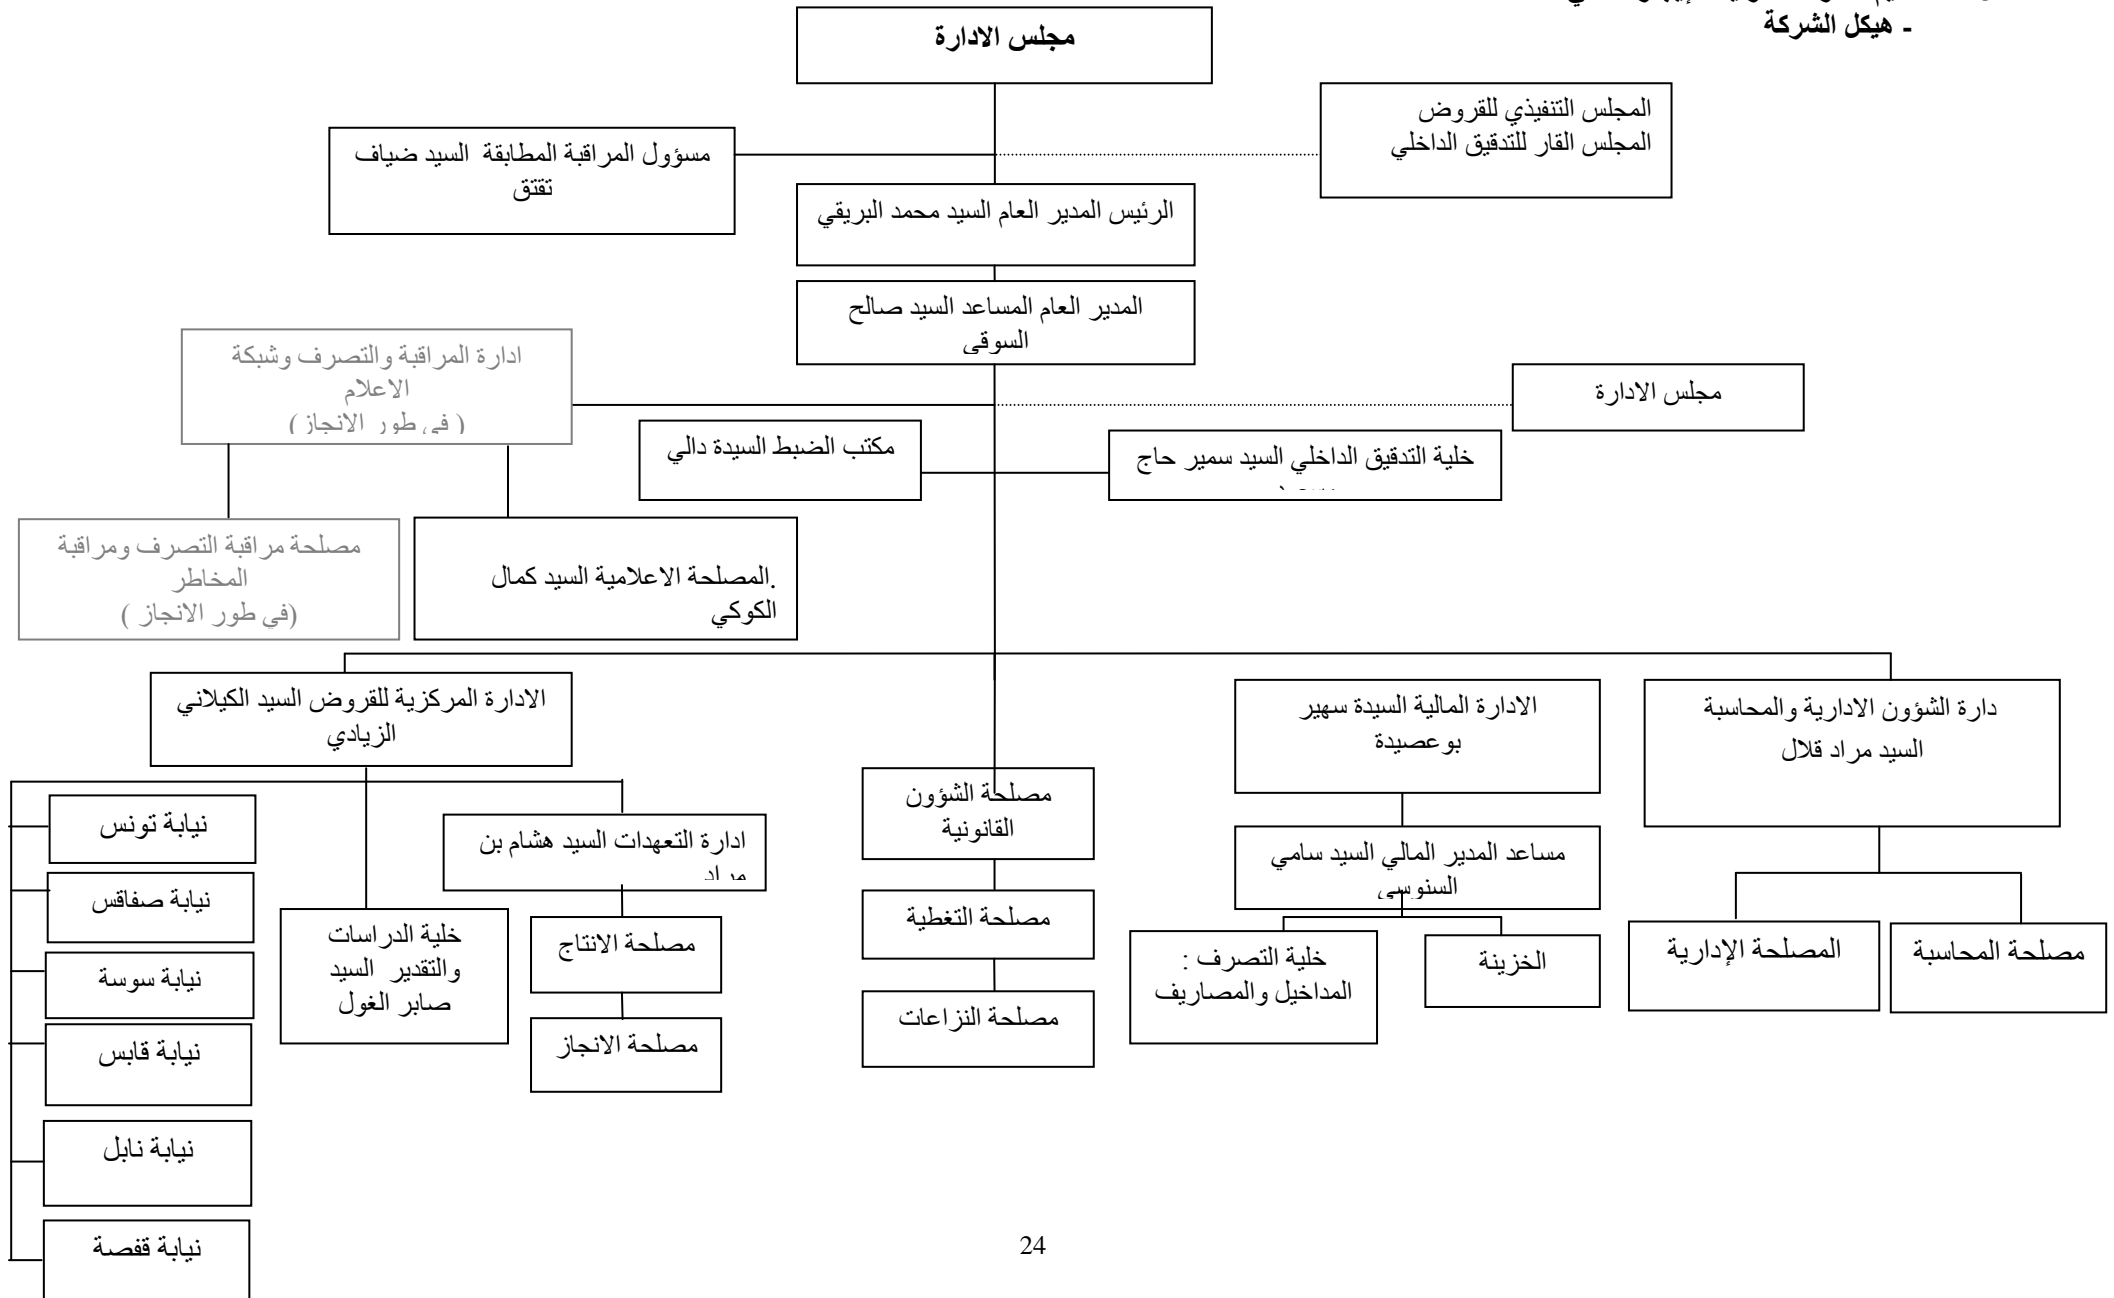 - هيكل الشركة
مجلس الادارة
المجلس التنفيذي للقروض
المجلس القار للتدقيق الداخلي
مسؤول المراقبة المطابقة السيد ضياف
تقتق
الرئيس المدير العام السيد محمد البريقي
المدير العام المساعد السيد صالح
السوقي
ادارة المراقبة والتصرف وشبكة
الاعلام
( في طور الانجاز )
مجلس الادارة
خلية التدقيق الداخلي السيد سمير حاج
مكتب الضبط السيدة دالي
.المصلحة الاعلامية السيد كمال
الكوكي
مصلحة مراقبة التصرف ومراقبة
المخاطر
(في طور الانجاز )
دارة الشؤون الادارية والمحاسبة
السيد مراد قلال
الادارة المالية السيدة سهير
بوعصيدة
الادارة المركزية للقروض السيد الكيلاني
الزيادي
مصلحة الشؤون
القانونية
مساعد المدير المالي السيد سامي
السنوسي
ادارة التعهدات السيد هشام بن
مراد
مصلحة المحاسبة
المصلحة الإدارية
الخزينة
خلية التصرف :
المداخيل والمصاريف
مصلحة التغطية
مصلحة النزاعات
مصلحة الانتاج
مصلحة الانجاز
خلية الدراسات
والتقدير السيد
صابر الغول
نيابة تونس
نيابة صفاقس
نيابة سوسة
نيابة قابس
نيابة نابل
نيابة قفصة
24